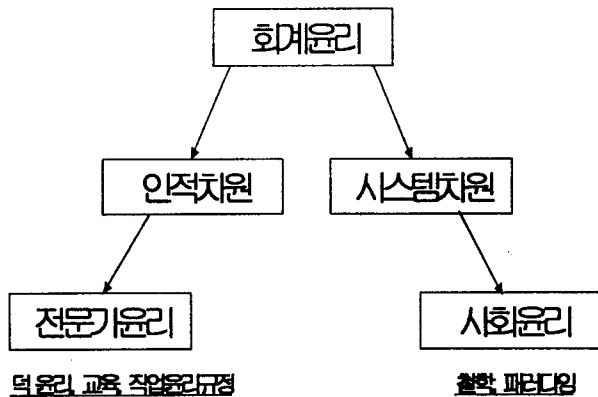 회계윤리
인적차원 시스템차원
전문가윤리 사회윤리
덕 윤리, 교육, 직업윤리규정 철학, 패러다임